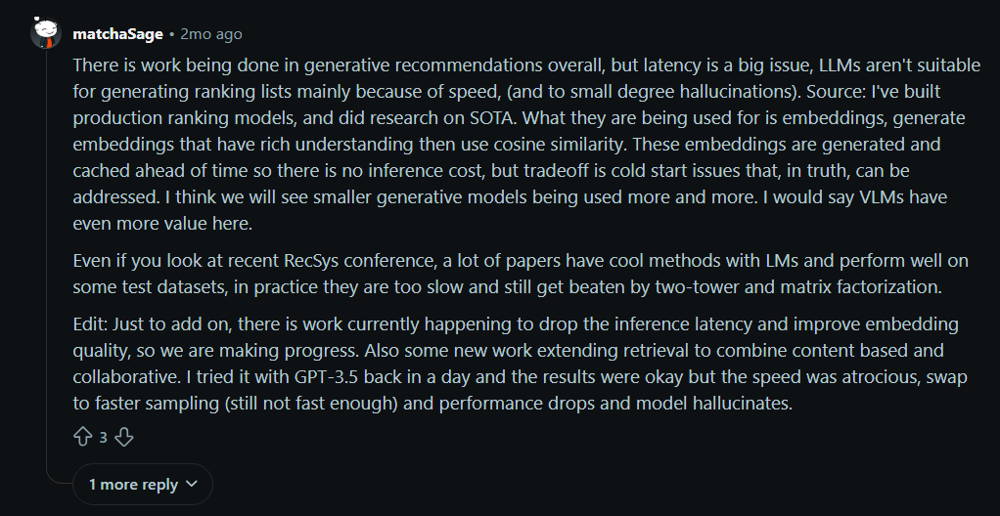 matchaSage • 2mo ago
There is work being done in generative recommendations overall, but latency is a big issue, LLMs aren't suitable
for generating ranking lists mainly because of speed, (and to small degree hallucinations). Source: I've built
production ranking models, and did research on SOTA. What they are being used for is embeddings, generate
embeddings that have rich understanding then use cosine similarity. These embeddings are generated and
cached ahead of time so there is no inference cost, but tradeoff is cold start issues that, in truth, can be
addressed. I think we will see smaller generative models being used more and more. I would say VLMs have
even more value here.
Even if you look at recent RecSys conference, a lot of papers have cool methods with LMs and perform well on
some test datasets, in practice they are too slow and still get beaten by two-tower and matrix factorization.
Edit: Just to add on, there is work currently happening to drop the inference latency and improve embedding
quality, so we are making progress. Also some new work extending retrieval to combine content based and
collaborative. I tried it with GPT-3.5 back in a day and the results were okay but the speed was atrocious, swap
to faster sampling (still not fast enough) and performance drops and model hallucinates.
3
1 more reply